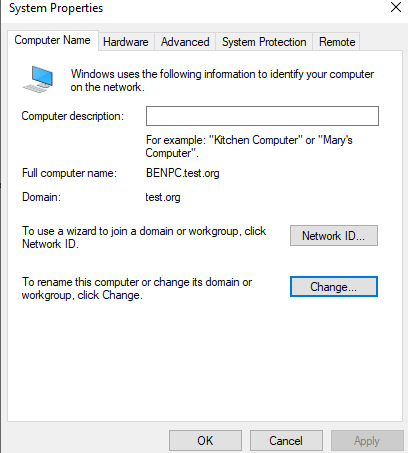 System Properties
Computer Name
Hardware
Advanced
System Protection
Remote
Windows uses the following information to identify your computer
on the network.
Computer description:
For example: "Kitchen Computer" or "Mary's
Computer".
Full computer name:
BENPC.test.org
Domain:
test.org
To use a wizard to join a domain or workgroup, click
Network ID.
Network ID...
To rename this computer or change its domain or
workgroup, click Change.
Change...
OK
Cancel
Apply